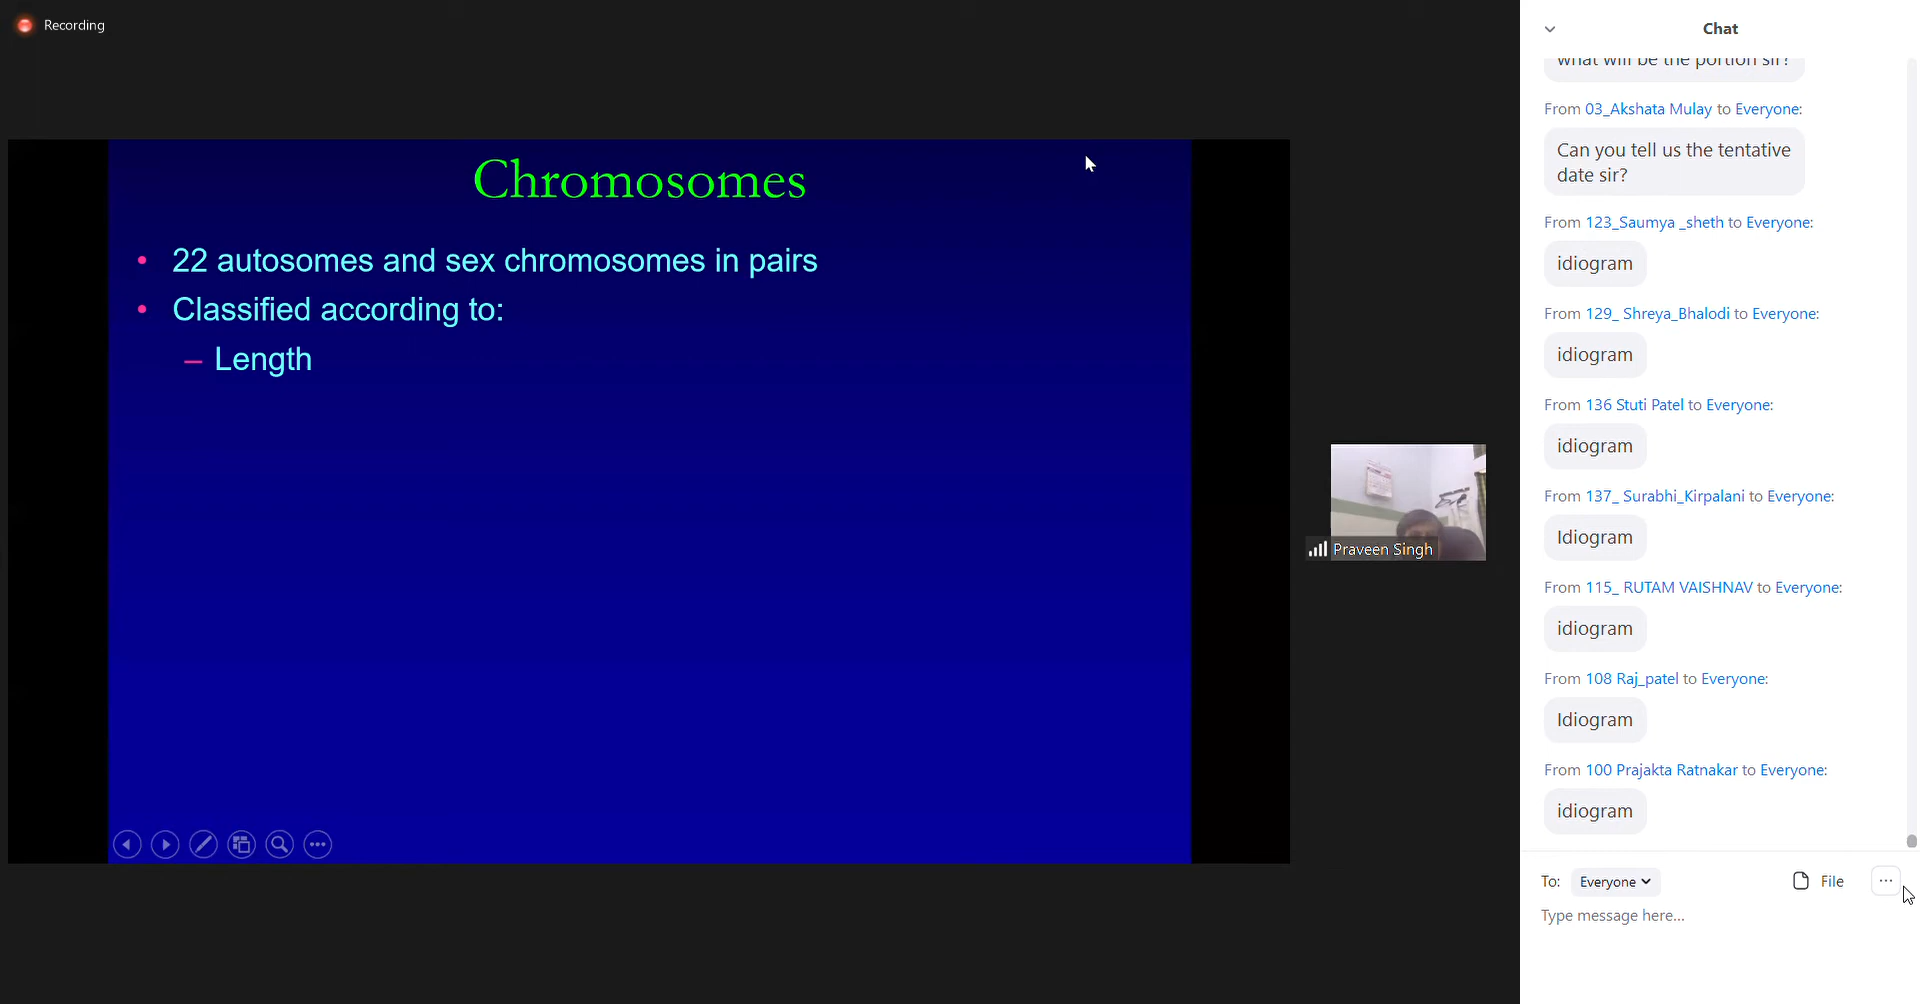 Recording
Chromosomes
• 22 autosomes and sex chromosomes in pairs
• Classified according to:
– Length
Praveen Singh
Chat
what will be the portion sir?
From 03_Akshata Mulay to Everyone:
Can you tell us the tentative
date sir?
From 123_Saumya _sheth to Everyone:
idiogram
From 129_ Shreya_Bhalodi to Everyone:
idiogram
From 136 Stuti Patel to Everyone:
idiogram
From 137_ Surabhi_Kirpalani to Everyone:
Idiogram
From 115_ RUTAM VAISHNAV to Everyone:
idiogram
From 108 Raj_patel to Everyone:
Idiogram
From 100 Prajakta Ratnakar to Everyone:
idiogram
To: Everyone
File
Type message here...